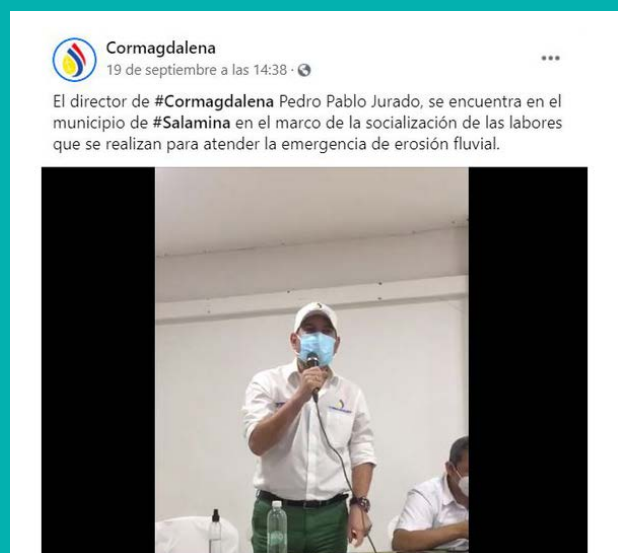 Cormagdalena
19 de septiembre a las 14:38 ·
El director de #Cormagdalena Pedro Pablo Jurado, se encuentra en el
municipio de #Salamina en el marco de la socialización de las labores
que se realizan para atender la emergencia de erosión fluvial.